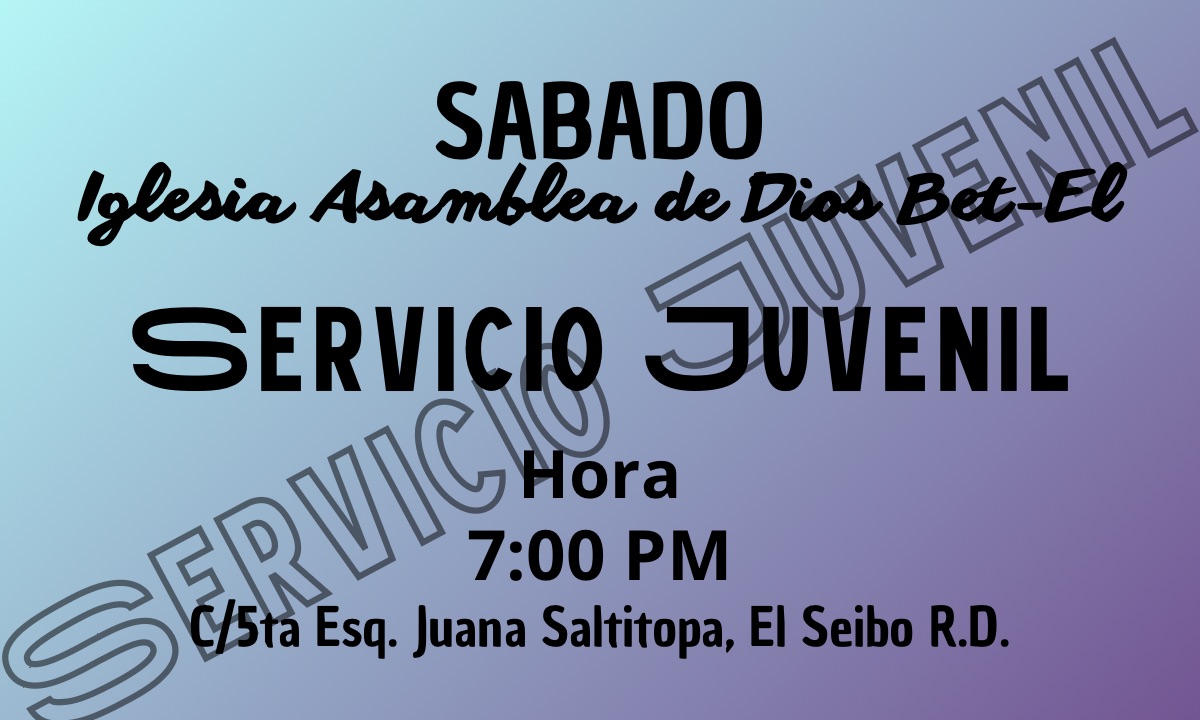 SABADO
Iglesia Asamblea de Dios Bet-El
SERVICIO JUVENIL
SERVICIO JUVENIL
Hora
7:00 PM
C/5ta Esq. Juana Saltitopa, El Seibo R.D.